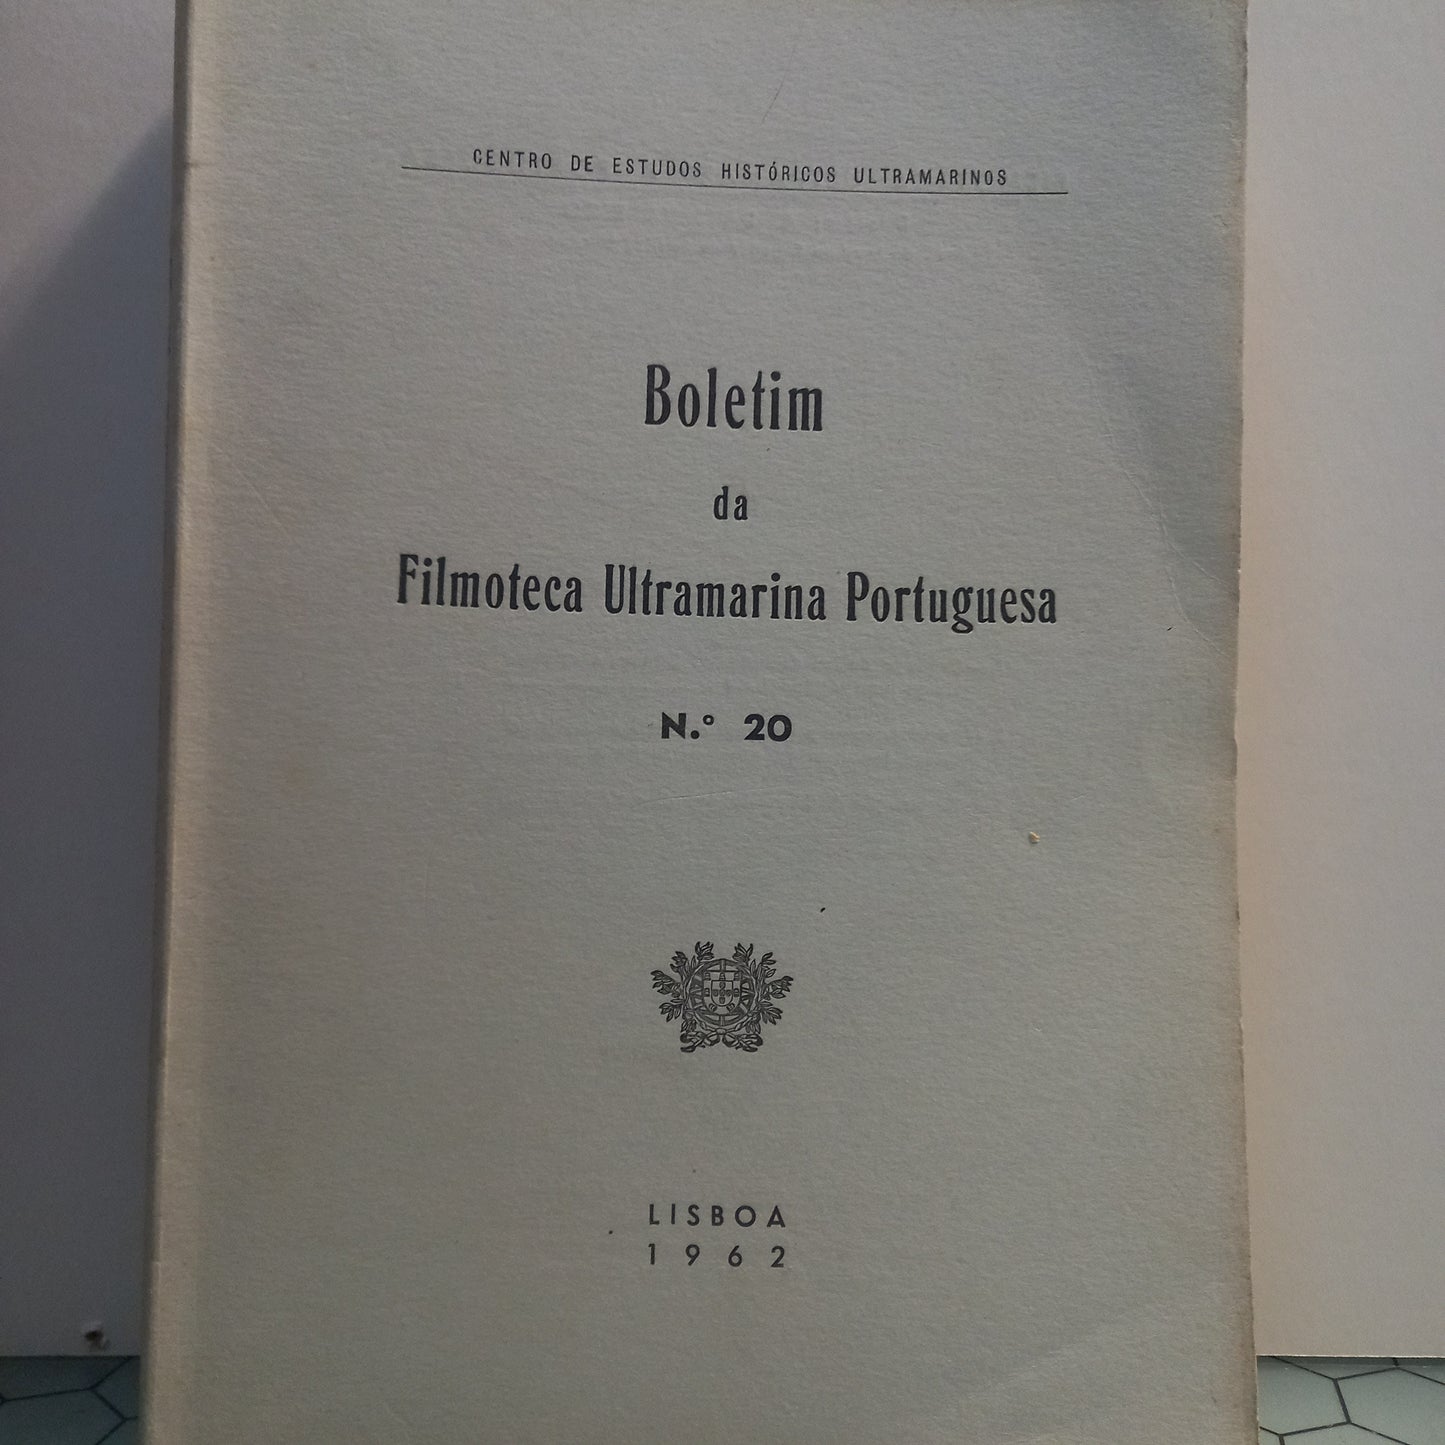 CENTRO DE ESTUDOS HISTÓRICOS ULTRAMARINOS
Boletim
da
Filmoteca Ultramarina Portuguesa
N.º 20
LISBOA
1962